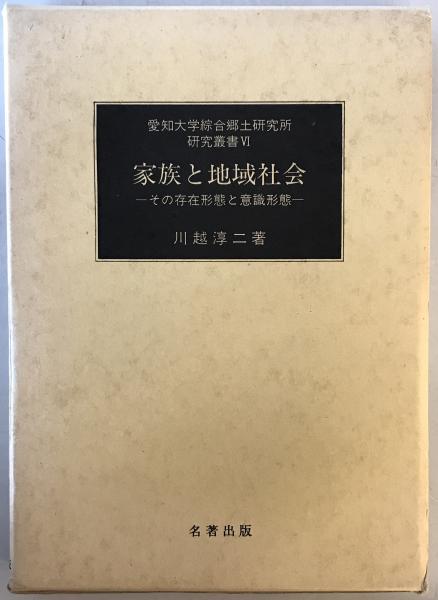 愛知大学綜合郷土研究所
研究叢書Ⅵ
家族と地域社会
―その存在形態と意識形態―
川越淳二著
名著出版